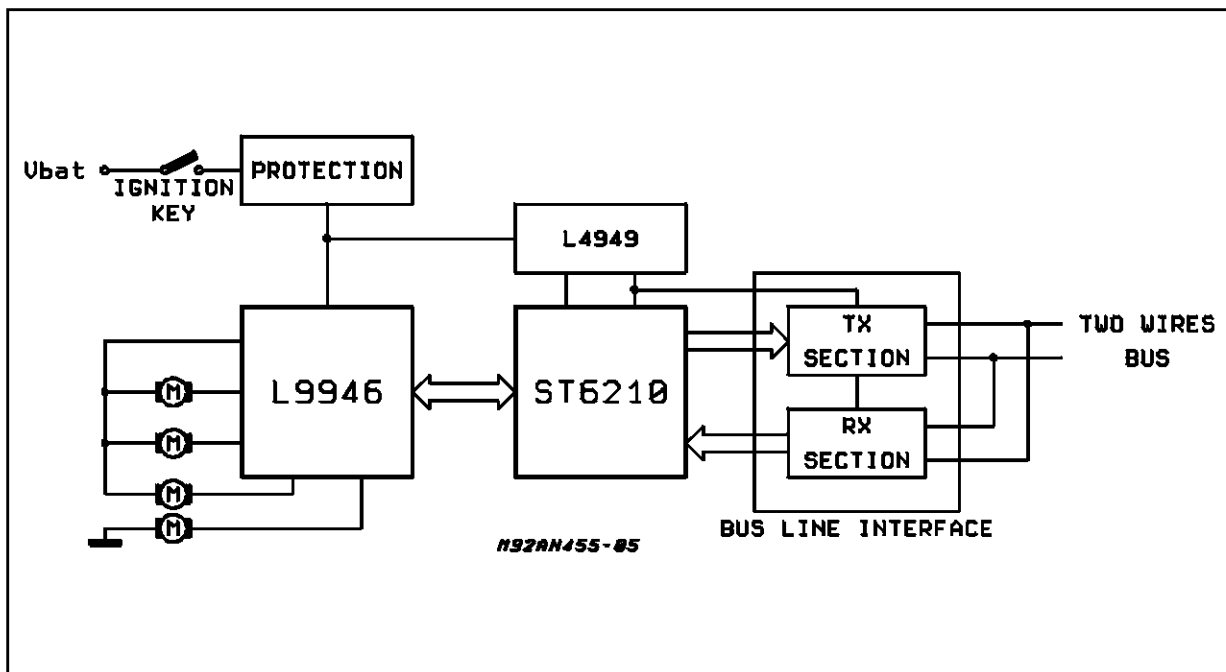 Vbat
IGNITION
KEY
PROTECTION
L4949
L9946
ST6210
TX
SECTION
RX
SECTION
TWO WIRES
BUS
M
M
M
M
BUS LINE INTERFACE
M92AN455-05